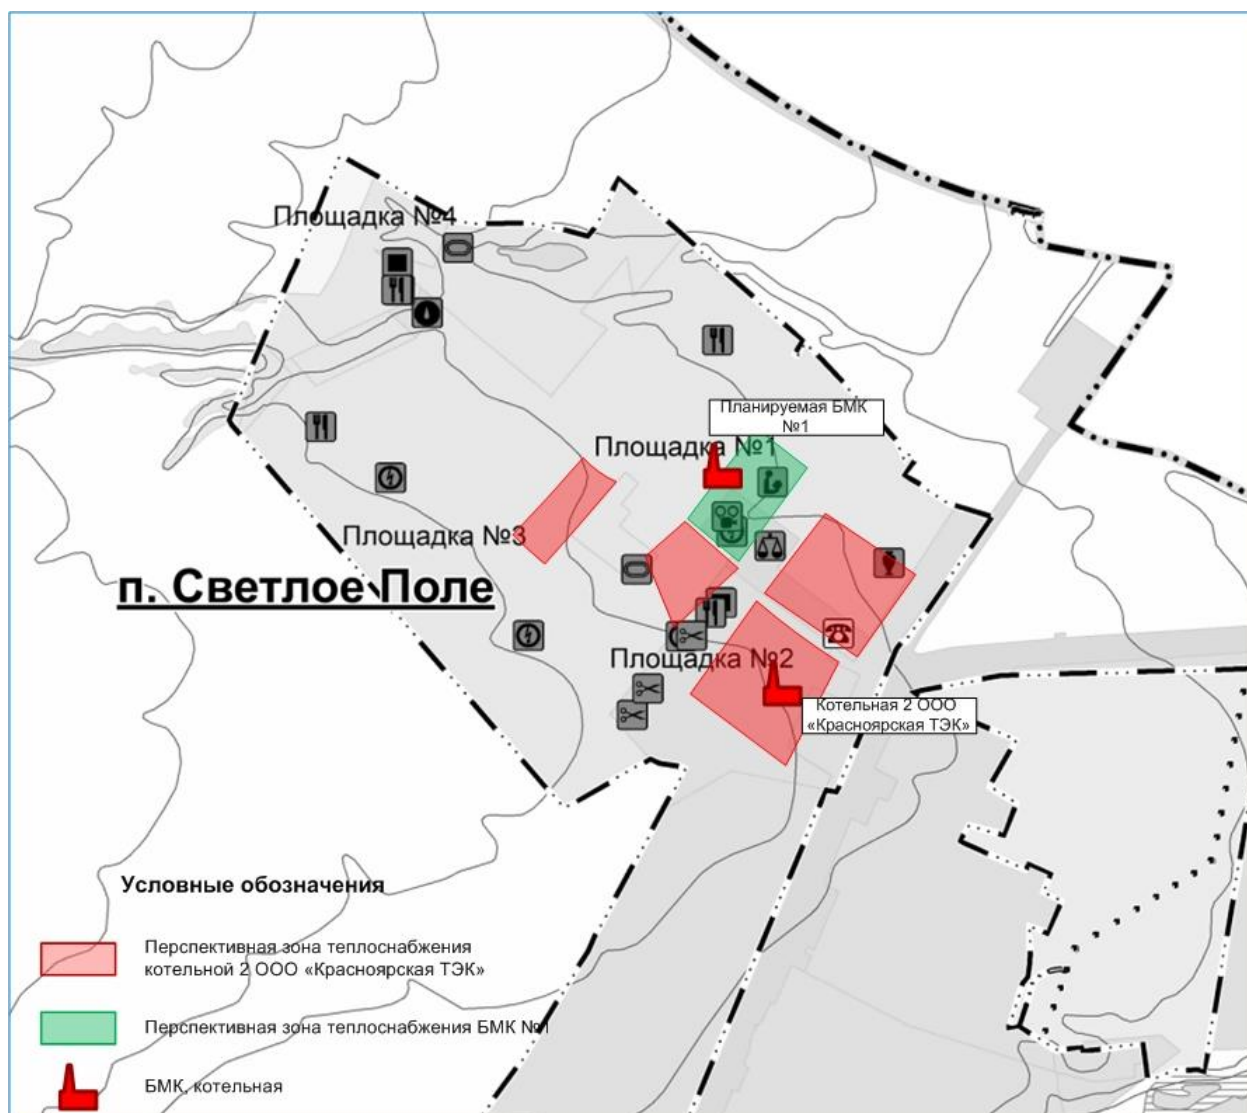 Площадка №4
Планируемая БМК
№1
Площадка №1
Площадка №3
п. Светлое Поле
Площадка №2
Котельная 2 ООО
«Красноярская ТЭК»
Условные обозначения
Перспективная зона теплоснабжения
котельной 2 ООО «Красноярская ТЭК»
Перспективная зона теплоснабжения БМК №1
БМК, котельная